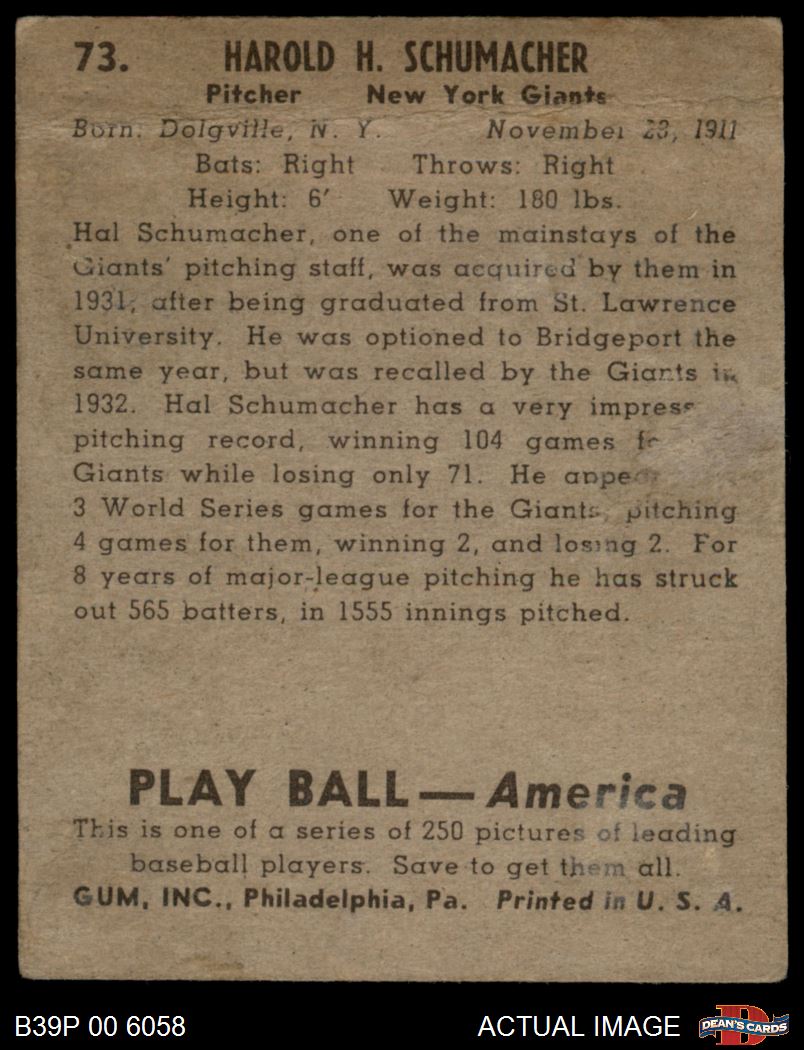 73. HAROLD H. SCHUMACHER
Pitcher New York Giants
Born: Dolgville, N. Y. November 23, 1911
Bats: Right Throws: Right
Height: 6' Weight: 180 lbs.
Hal Schumacher, one of the mainstays of the
Giants' pitching staff, was acquired by them in
1931, after being graduated from St. Lawrence
University. He was optioned to Bridgeport the
same year, but was recalled by the Giants in
1932. Hal Schumacher has a very impress
pitching record, winning 104 games
Giants while losing only 71. He appe
3 World Series games for the Giants, pitching
4 games for them, winning 2, and losing 2. For
8 years of major-league pitching he has struck
out 565 batters, in 1555 innings pitched.
PLAY BALL — America
This is one of a series of 250 pictures of leading
baseball players. Save to get them all.
GUM, INC., Philadelphia, Pa. Printed in U. S. A.
B39P 00 6058 ACTUAL IMAGE DEAN'S CARDS